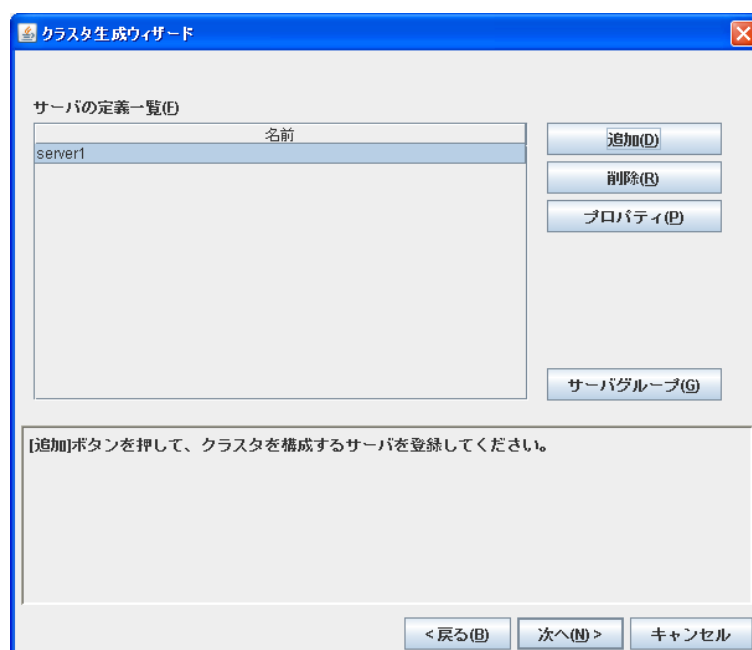 クラスタ生成ウィザード
サーバの定義一覧(F)
名前
server1
追加(D)
削除(R)
プロパティ(P)
サーバグループ(G)
[追加]ボタンを押して、クラスタを構成するサーバを登録してください。
<戻る(B)
次へ(N)>
キャンセル